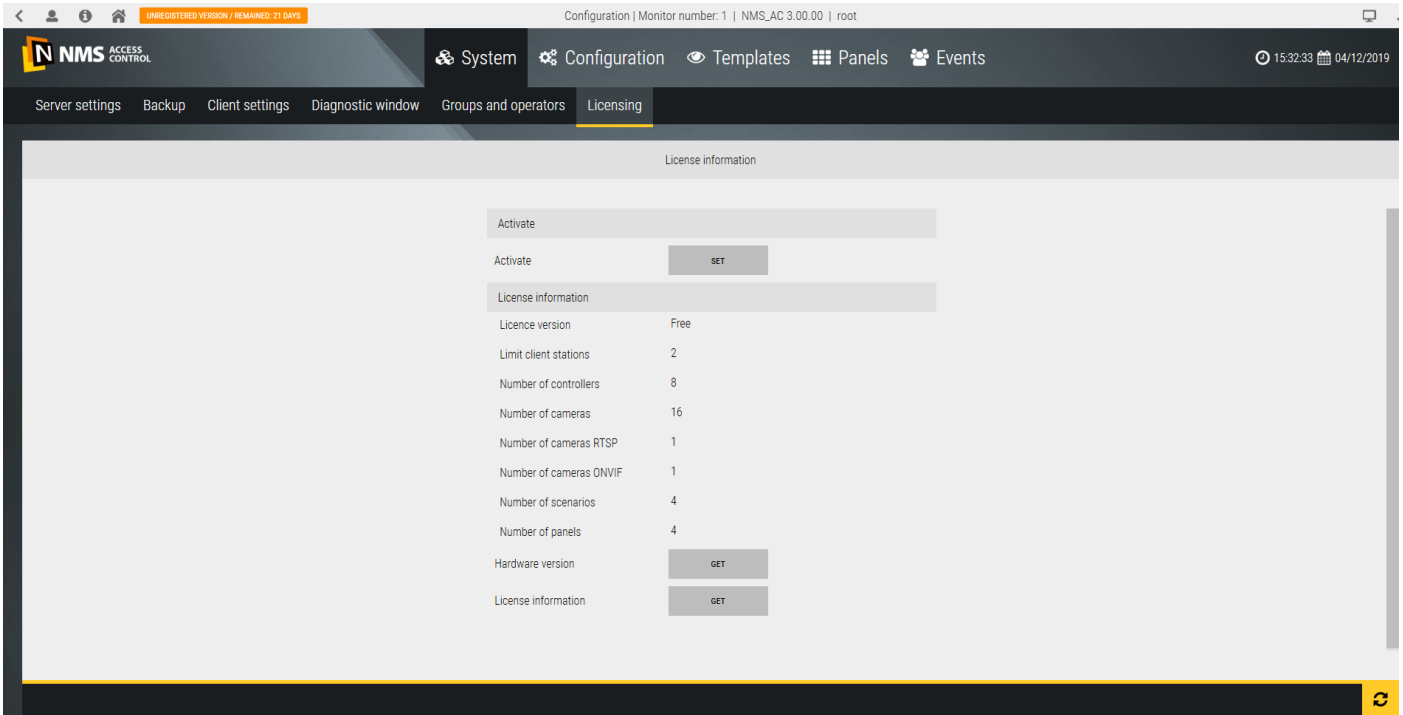 UNREGISTERED VERSION / REMAINED: 21 DAYS
Configuration | Monitor number: 1 | NMS_AC 3.00.00 | root
N NMS ACCESS CONTROL
System Configuration Templates Panels Events
15:32:33 04/12/2019
Server settings Backup Client settings Diagnostic window Groups and operators Licensing
License information
Activate
Activate SET
License information
Licence version Free
Limit client stations 2
Number of controllers 8
Number of cameras 16
Number of cameras RTSP 1
Number of cameras ONVIF 1
Number of scenarios 4
Number of panels 4
Hardware version GET
License information GET